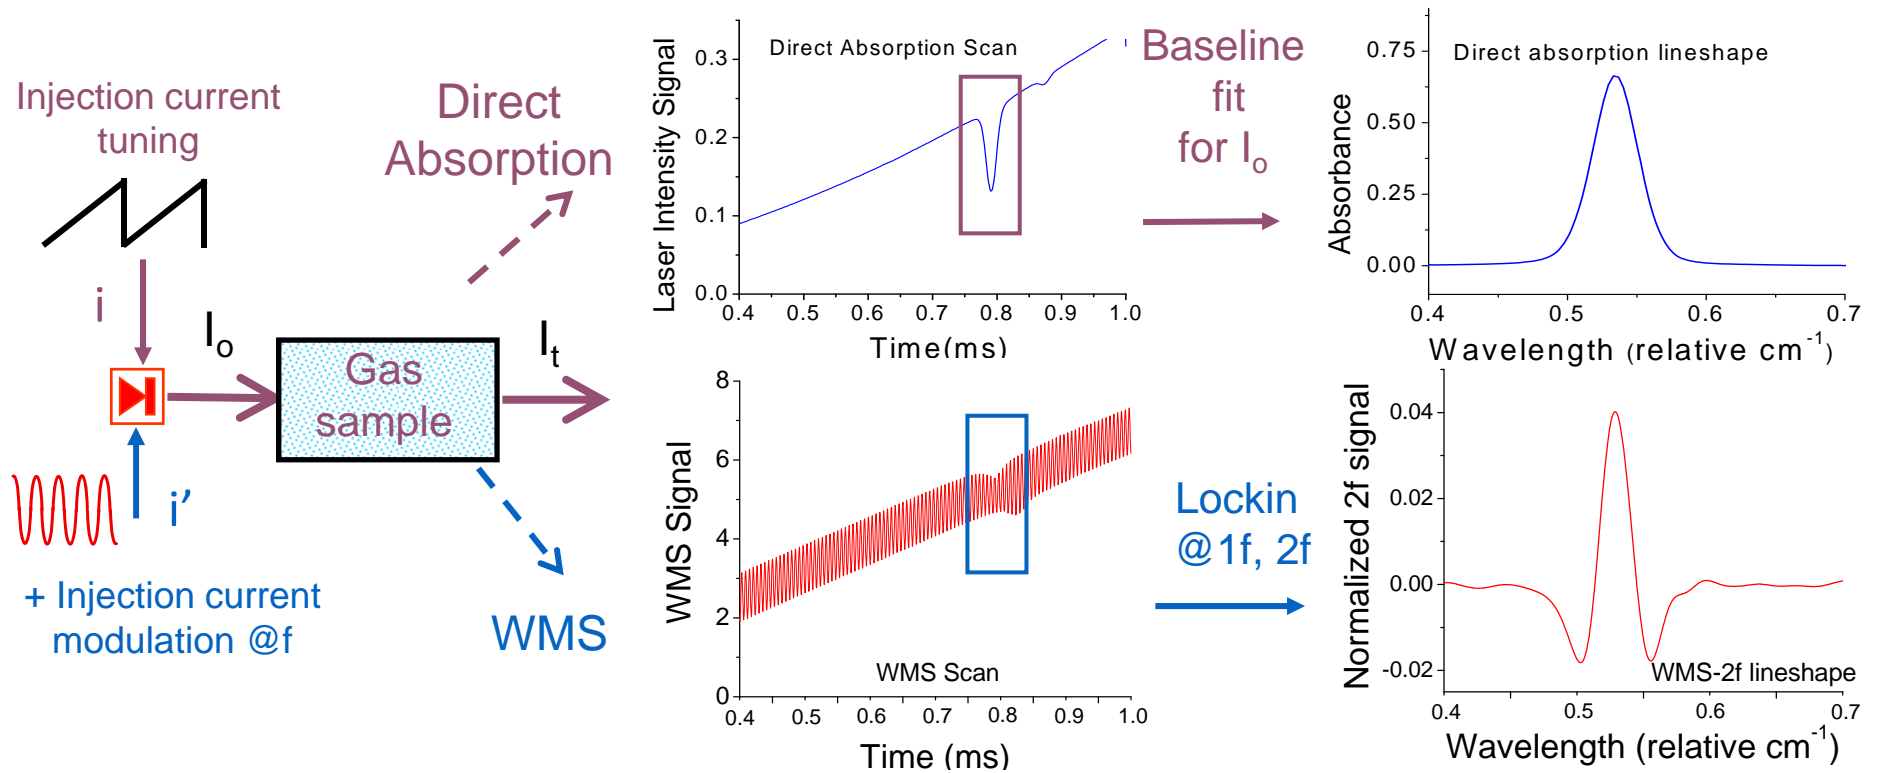 Injection current
tuning
i
I_o
i’
+ Injection current
modulation @f
Gas
sample
I_t
Direct
Absorption
WMS
Direct Absorption Scan
Laser Intensity Signal
0.3
0.2
0.1
0.0
0.4 0.5 0.6 0.7 0.8 0.9 1.0
Time(ms)
Baseline
fit
for I_o
Direct absorption lineshape
Absorbance
0.75
0.50
0.25
0.00
0.4 0.5 0.6 0.7
Wavelength (relative cm^-1)
WMS Signal
8
6
4
2
0
WMS Scan
0.4 0.5 0.6 0.7 0.8 0.9 1.0
Time (ms)
Lockin
@1f, 2f
Normalized 2f signal
0.04
0.02
0.00
-0.02
WMS-2f lineshape
0.4 0.5 0.6 0.7
Wavelength (relative cm^-1)